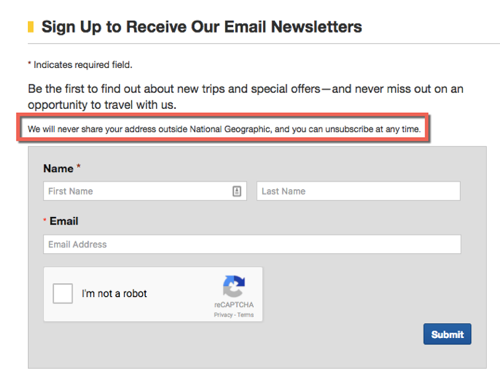 Sign Up to Receive Our Email Newsletters
* Indicates required field.
Be the first to find out about new trips and special offers—and never miss out on an
opportunity to travel with us.
We will never share your address outside National Geographic, and you can unsubscribe at any time.
Name *
First Name
Last Name
* Email
Email Address
I'm not a robot
reCAPTCHA
Privacy - Terms
Submit